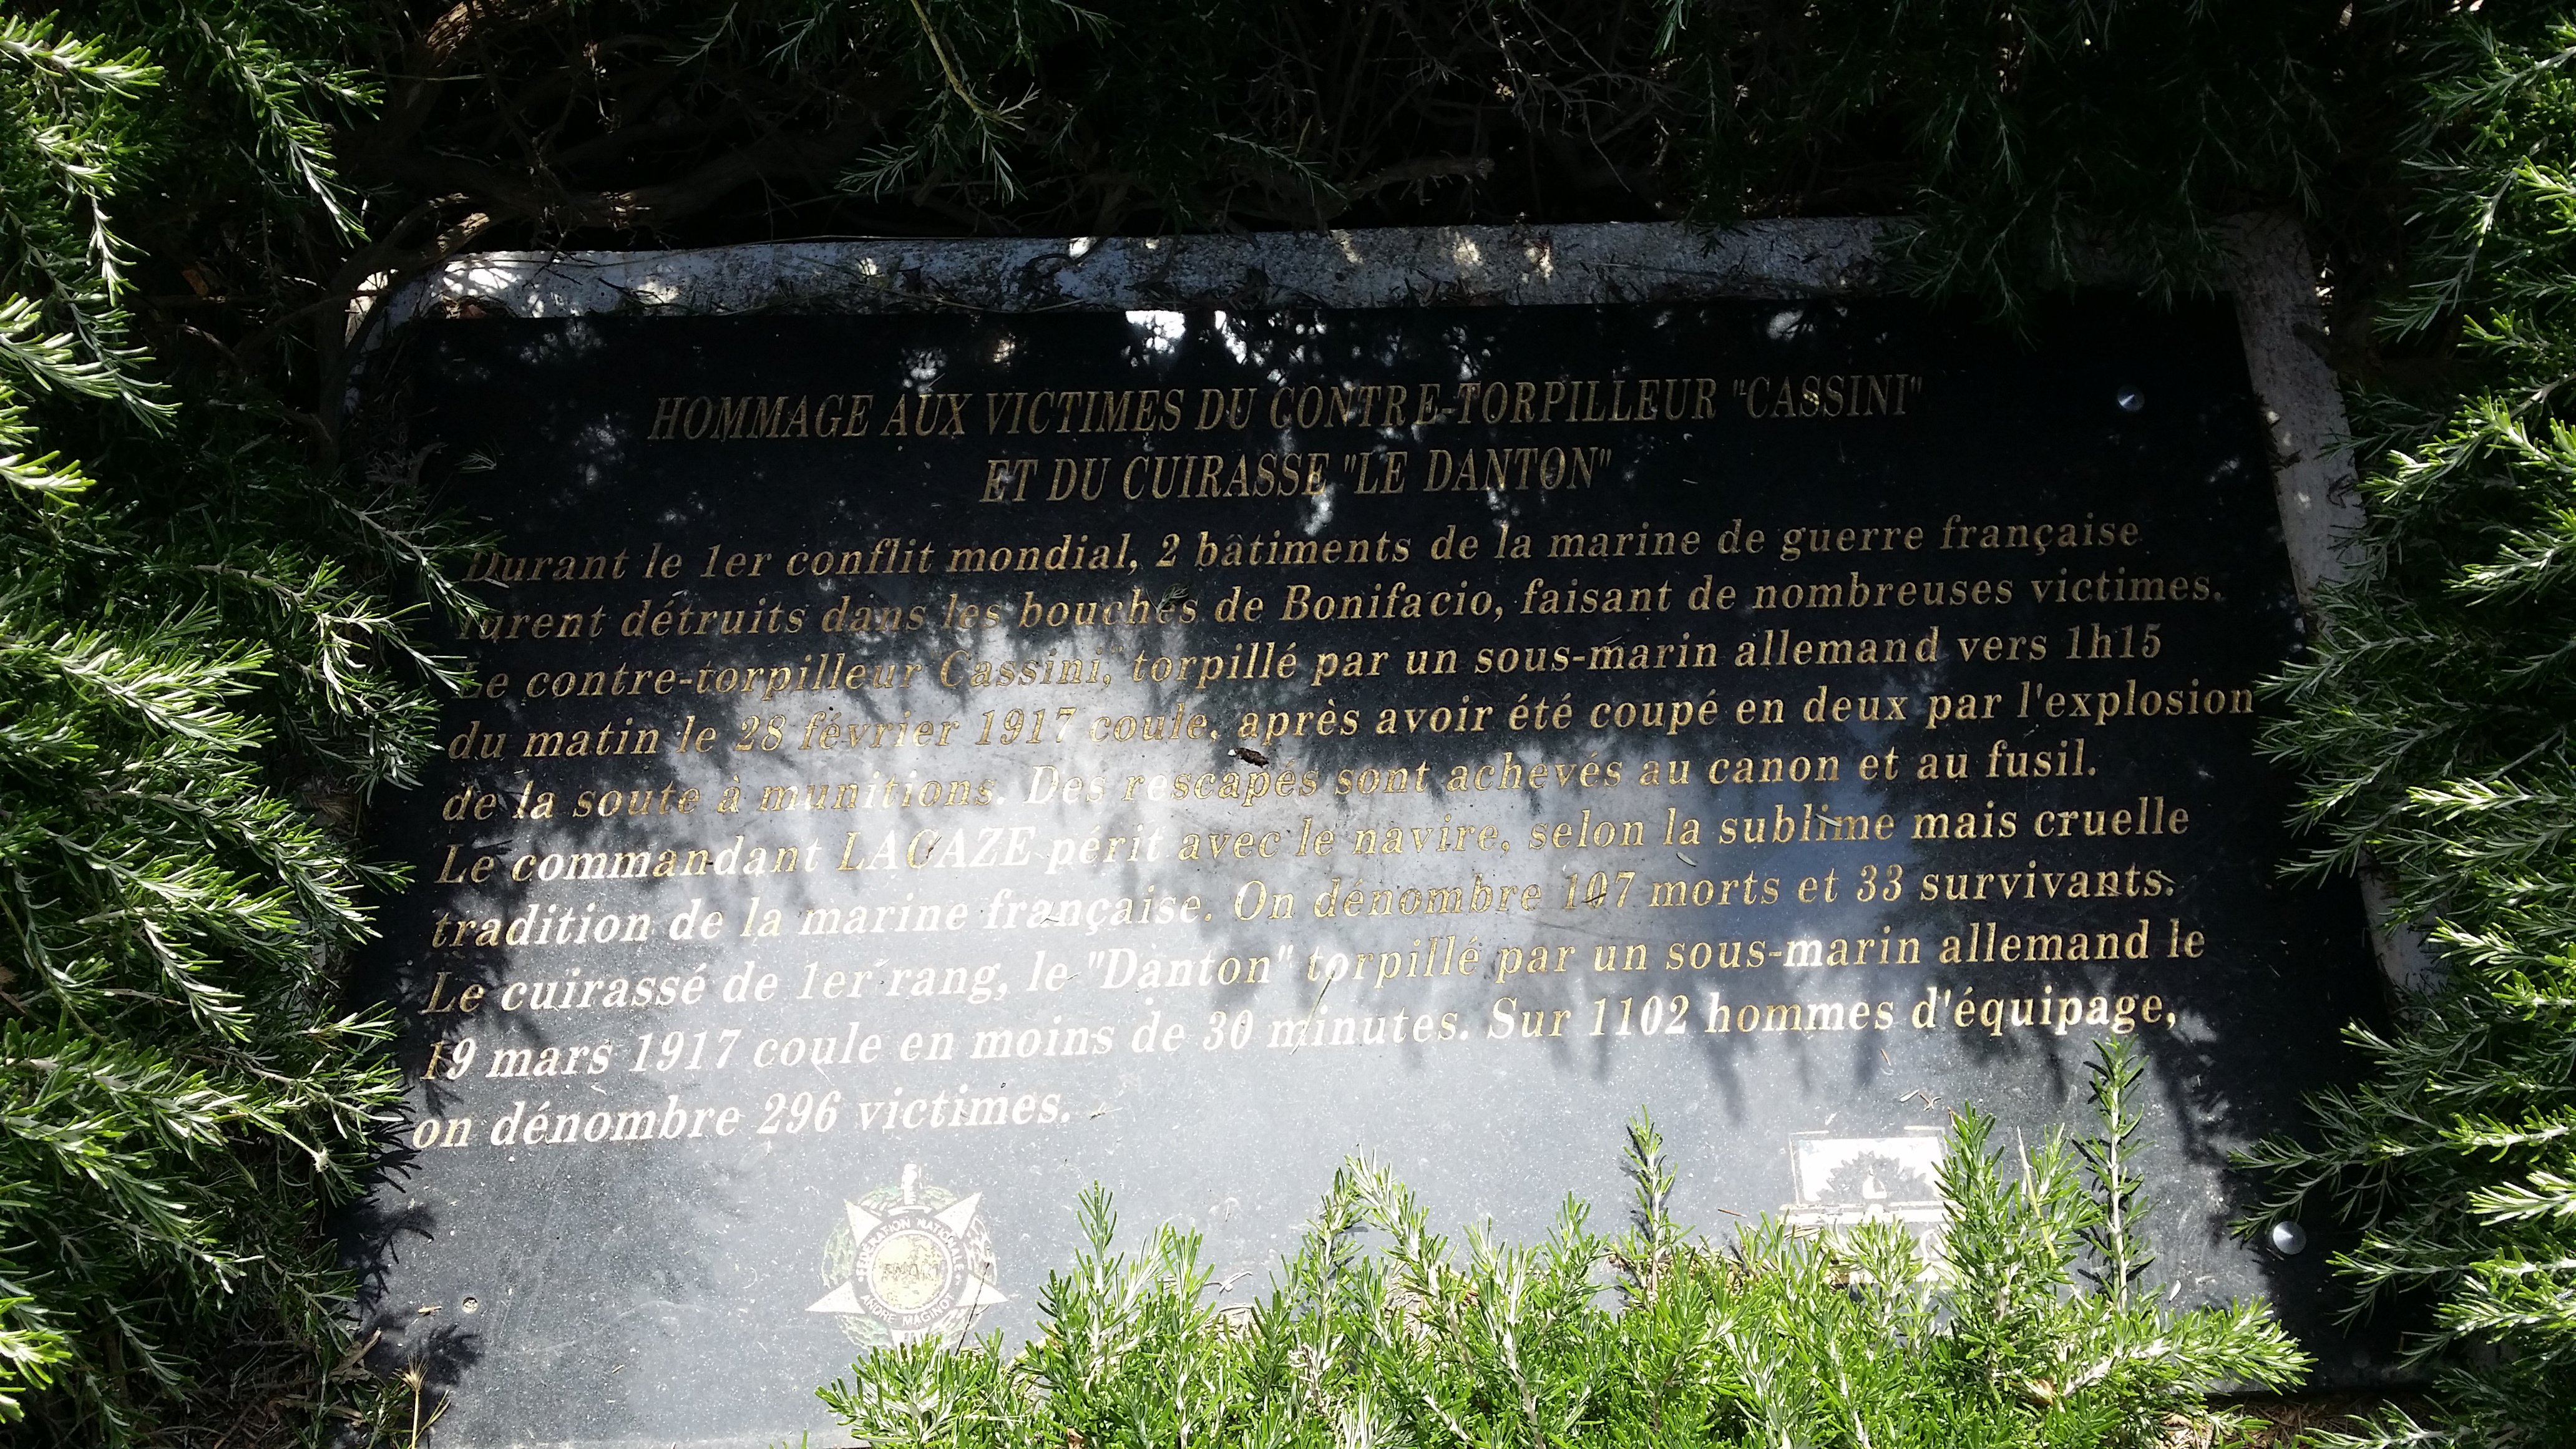 HOMMAGE AUX VICTIMES DU CONTRE-TORPILLEUR "CASSINI"
ET DU CUIRASSE "LE DANTON"
Durant le 1er conflit mondial, 2 bâtiments de la marine de guerre française
furent détruits dans les bouches de Bonifacio, faisant de nombreuses victimes.
Le contre-torpilleur Cassini, torpillé par un sous-marin allemand vers 1h15
du matin le 28 février 1917 coule, après avoir été coupé en deux par l'explosion
de la soute à munitions. Des rescapés sont achevés au canon et au fusil.
Le commandant LACAZE périt avec le navire, selon la sublime mais cruelle
tradition de la marine française. On dénombre 107 morts et 33 survivants.
Le cuirassé de 1er rang, le "Danton" torpillé par un sous-marin allemand le
19 mars 1917 coule en moins de 30 minutes. Sur 1102 hommes d'équipage,
on dénombre 296 victimes.
FEDERATION NATIONALE
ANDRE MAGINOT